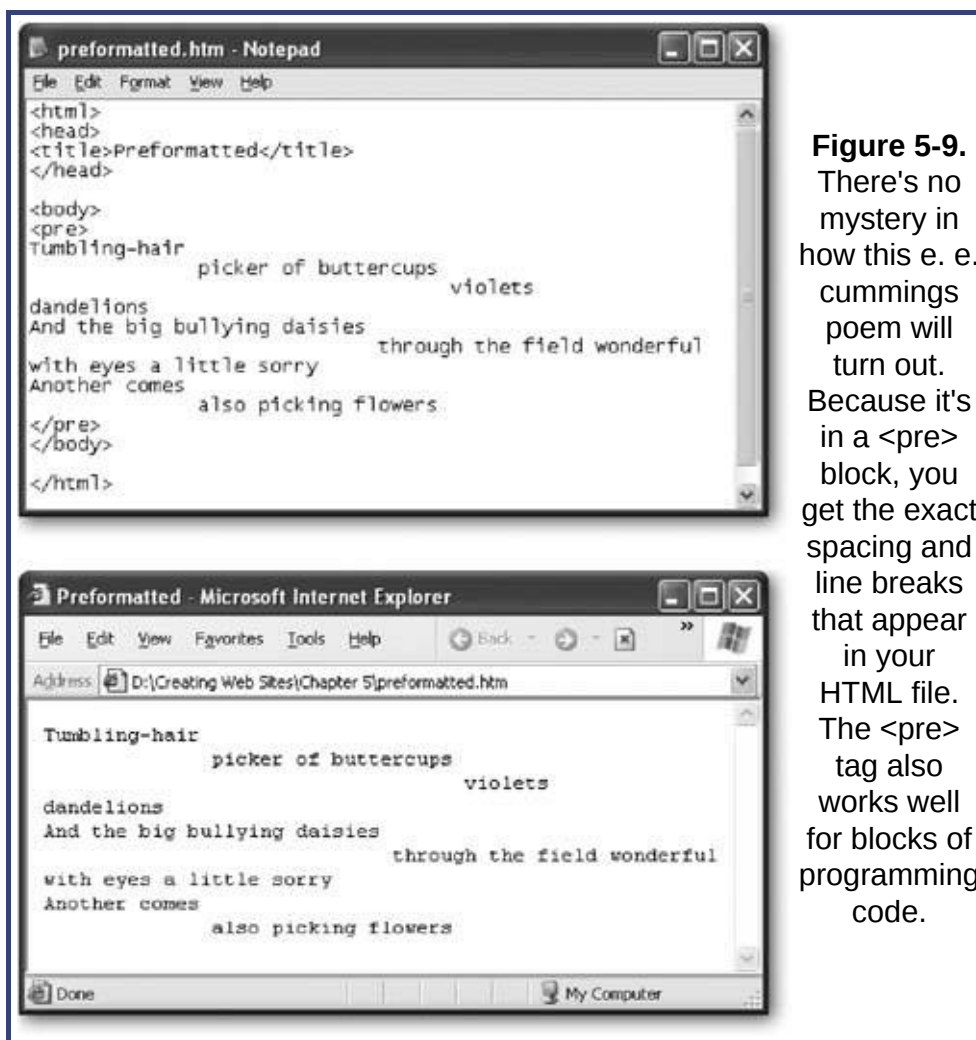 preformatted.htm - Notepad
File Edit Format View Help
<html>
<head>
<title>Preformatted</title>
</head>
<body>
<pre>
Tumbling-hair
picker of buttercups
violets
dandelions
And the big bullying daisies
through the field wonderful
with eyes a little sorry
Another comes
also picking flowers
</pre>
</body>
</html>
Preformatted - Microsoft Internet Explorer
File Edit View Favorites Tools Help Back »
Address D:\Creating Web Sites\Chapter 5\preformatted.htm
Tumbling-hair
picker of buttercups
violets
dandelions
And the big bullying daisies
through the field wonderful
with eyes a little sorry
Another comes
also picking flowers
Done My Computer
Figure 5-9.
There's no
mystery in
how this e. e.
cummings
poem will
turn out.
Because it's
in a <pre>
block, you
get the exact
spacing and
line breaks
that appear
in your
HTML file.
The <pre>
tag also
works well
for blocks of
programming
code.